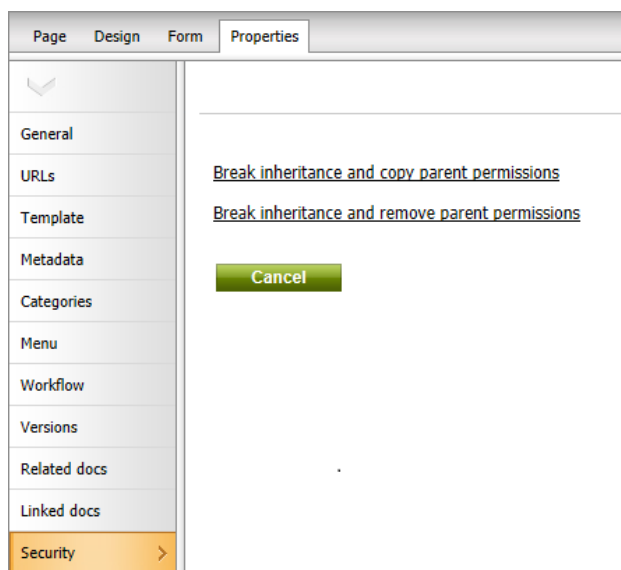 Page Design Form Properties
General
URLs
Template
Metadata
Categories
Menu
Workflow
Versions
Related docs
Linked docs
Security
Break inheritance and copy parent permissions
Break inheritance and remove parent permissions
Cancel
.